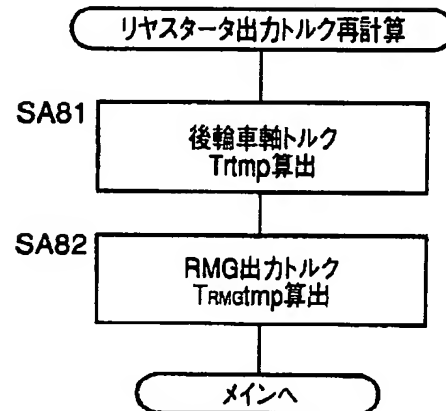 リヤスタータ出力トルク再計算
SA81
後輪車軸トルク
Trtmp算出
SA82
RMG出力トルク
TRMGtmp算出
メインへ